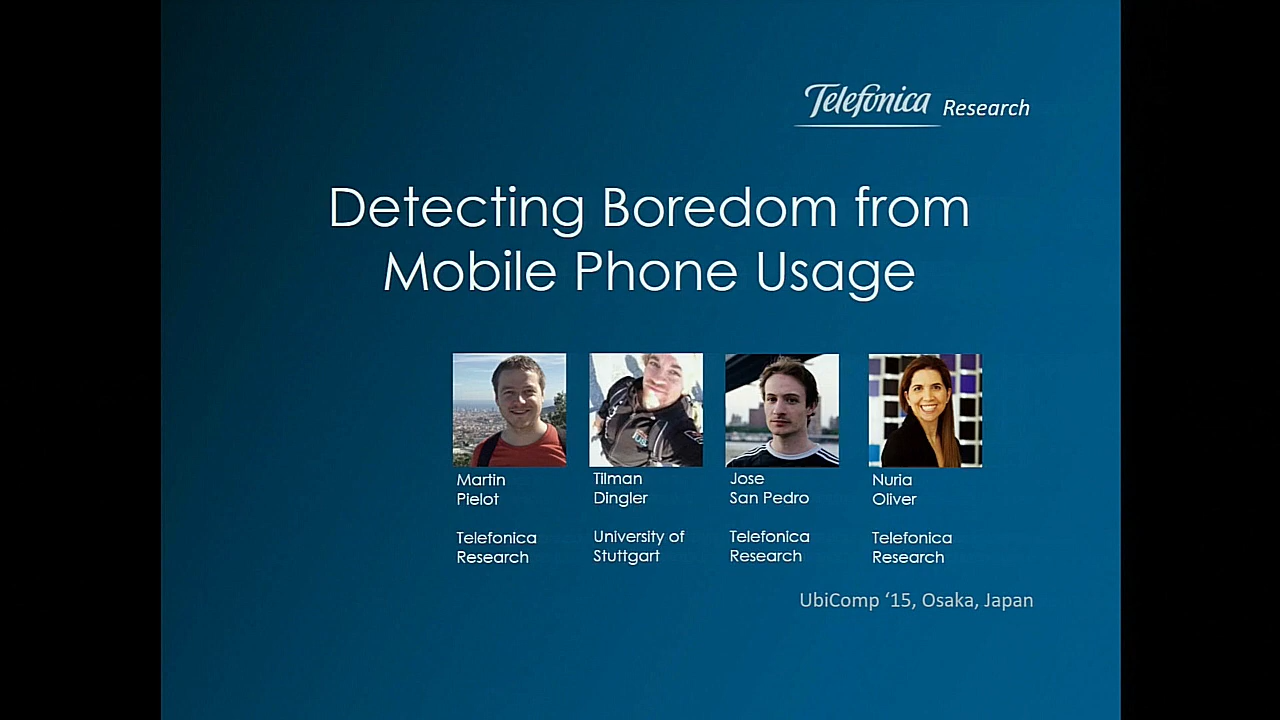 Telefonica Research
Detecting Boredom from
Mobile Phone Usage
Martin
Pielot
Telefonica
Research
Tilman
Dingler
University of
Stuttgart
Jose
San Pedro
Telefonica
Research
Nuria
Oliver
Telefonica
Research
UbiComp ‘15, Osaka, Japan